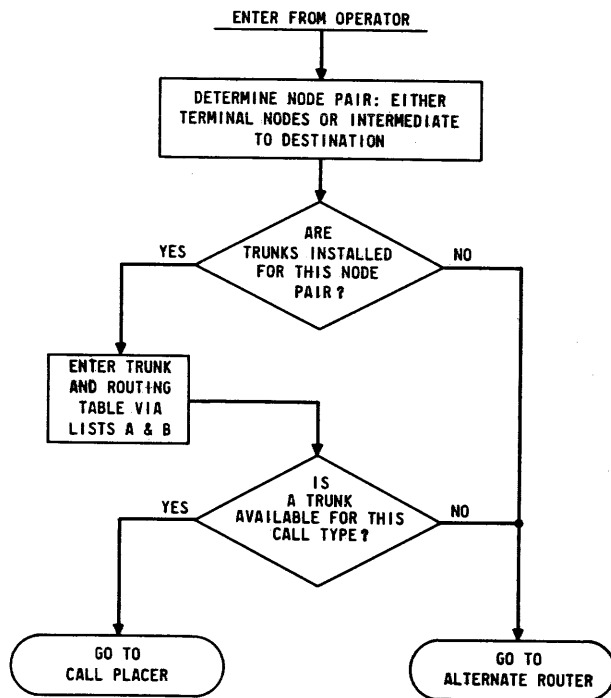 ENTER FROM OPERATOR
DETERMINE NODE PAIR: EITHER
TERMINAL NODES OR INTERMEDIATE
TO DESTINATION
ARE
TRUNKS INSTALLED
FOR THIS NODE
PAIR?
YES
NO
ENTER TRUNK
AND ROUTING
TABLE VIA
LISTS A & B
IS
A TRUNK
AVAILABLE FOR THIS
CALL TYPE?
YES
NO
GO TO
CALL PLACER
GO TO
ALTERNATE ROUTER